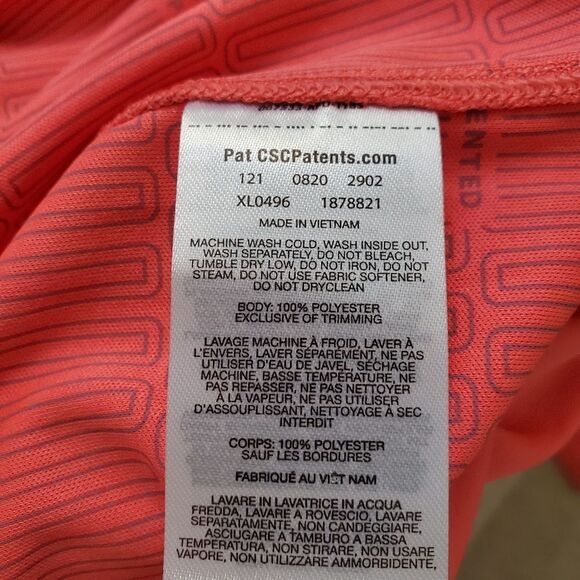 Pat CSCPatents.com
121 0820 2902
XL0496 1878821
MADE IN VIETNAM
MACHINE WASH COLD, WASH INSIDE OUT,
WASH SEPARATELY, DO NOT BLEACH,
TUMBLE DRY LOW, DO NOT IRON, DO NOT
STEAM, DO NOT USE FABRIC SOFTENER,
DO NOT DRYCLEAN
BODY: 100% POLYESTER
EXCLUSIVE OF TRIMMING
LAVAGE MACHINE À FROID, LAVER À
L'ENVERS, LAVER SÉPAREMENT, NE PAS
UTILISER D'EAU DE JAVEL, SÉCHAGE
MACHINE, BASSE TEMPÉRATURE, NE
PAS REPASSER, NE PAS NETTOYER
À LA VAPEUR, NE PAS UTILISER
D'ASSOUPLISSANT, NETTOYAGE À SEC
INTERDIT
CORPS: 100% POLYESTER
SAUF LES BORDURES
FABRIQUÉ AU VIET NAM
LAVARE IN LAVATRICE IN ACQUA
FREDDA, LAVARE A ROVESCIO, LAVARE
SEPARATAMENTE, NON CANDEGGIARE,
ASCIUGARE A TAMBURO A BASSA
TEMPERATURA, NON STIRARE, NON USARE
VAPORE, NON UTILIZZARE AMMORBIDENTE,